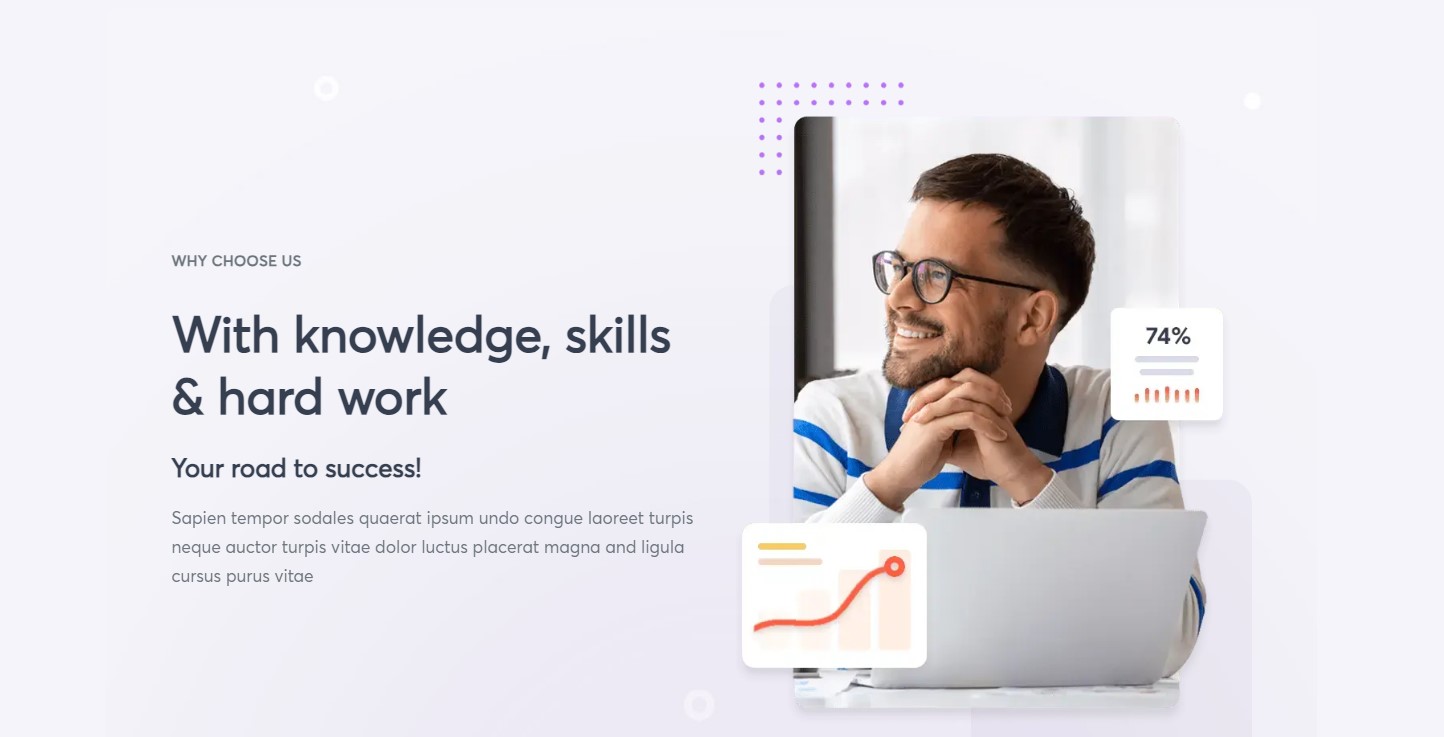 WHY CHOOSE US
With knowledge, skills
& hard work
Your road to success!
Sapien tempor sodales quaerat ipsum undo congue laoreet turpis
neque auctor turpis vitae dolor luctus placerat magna and ligula
cursus purus vitae
74%